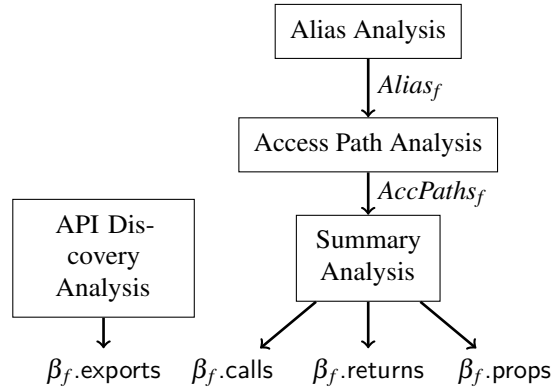 Alias Analysis
Alias_f
Access Path Analysis
AccPaths_f
API Dis-
covery
Analysis
Summary
Analysis
β_f.exports
β_f.calls
β_f.returns
β_f.props